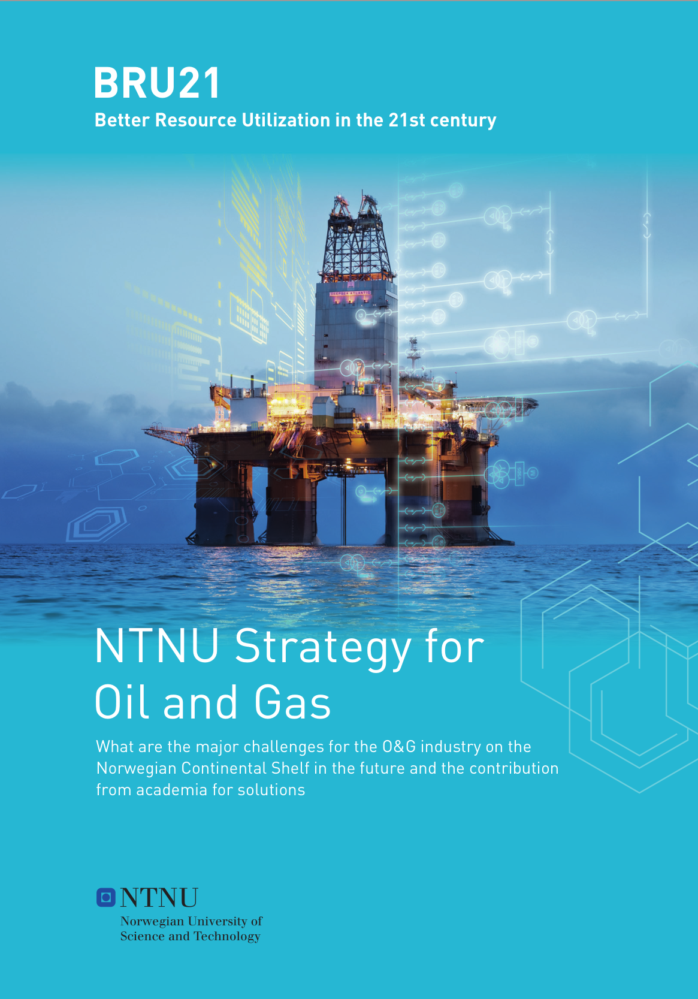 BRU21
Better Resource Utilization in the 21st century
DEEPSEA ATLANTIC
NTNU Strategy for
Oil and Gas
What are the major challenges for the O&G industry on the
Norwegian Continental Shelf in the future and the contribution
from academia for solutions
NTNU
Norwegian University of
Science and Technology